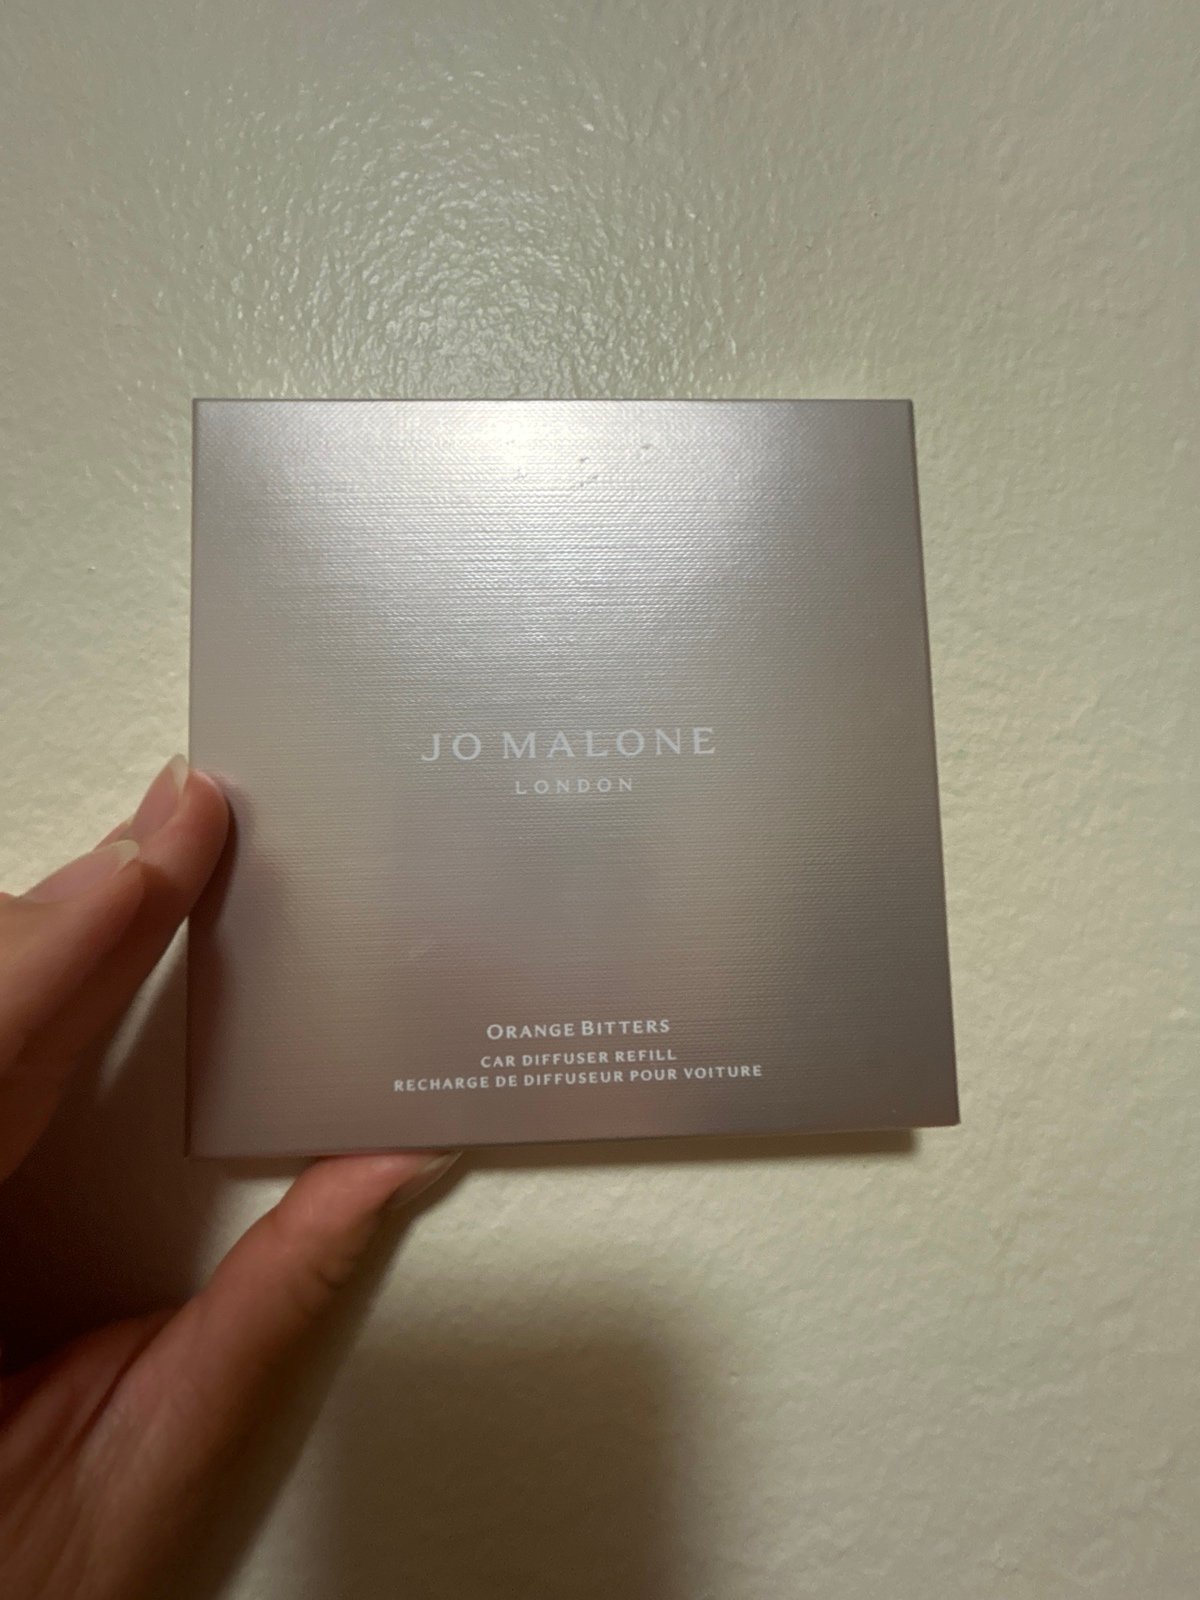 JO MALONE
LONDON
ORANGE BITTERS
CAR DIFFUSER REFILL
RECHARGE DE DIFFUSEUR POUR VOITURE